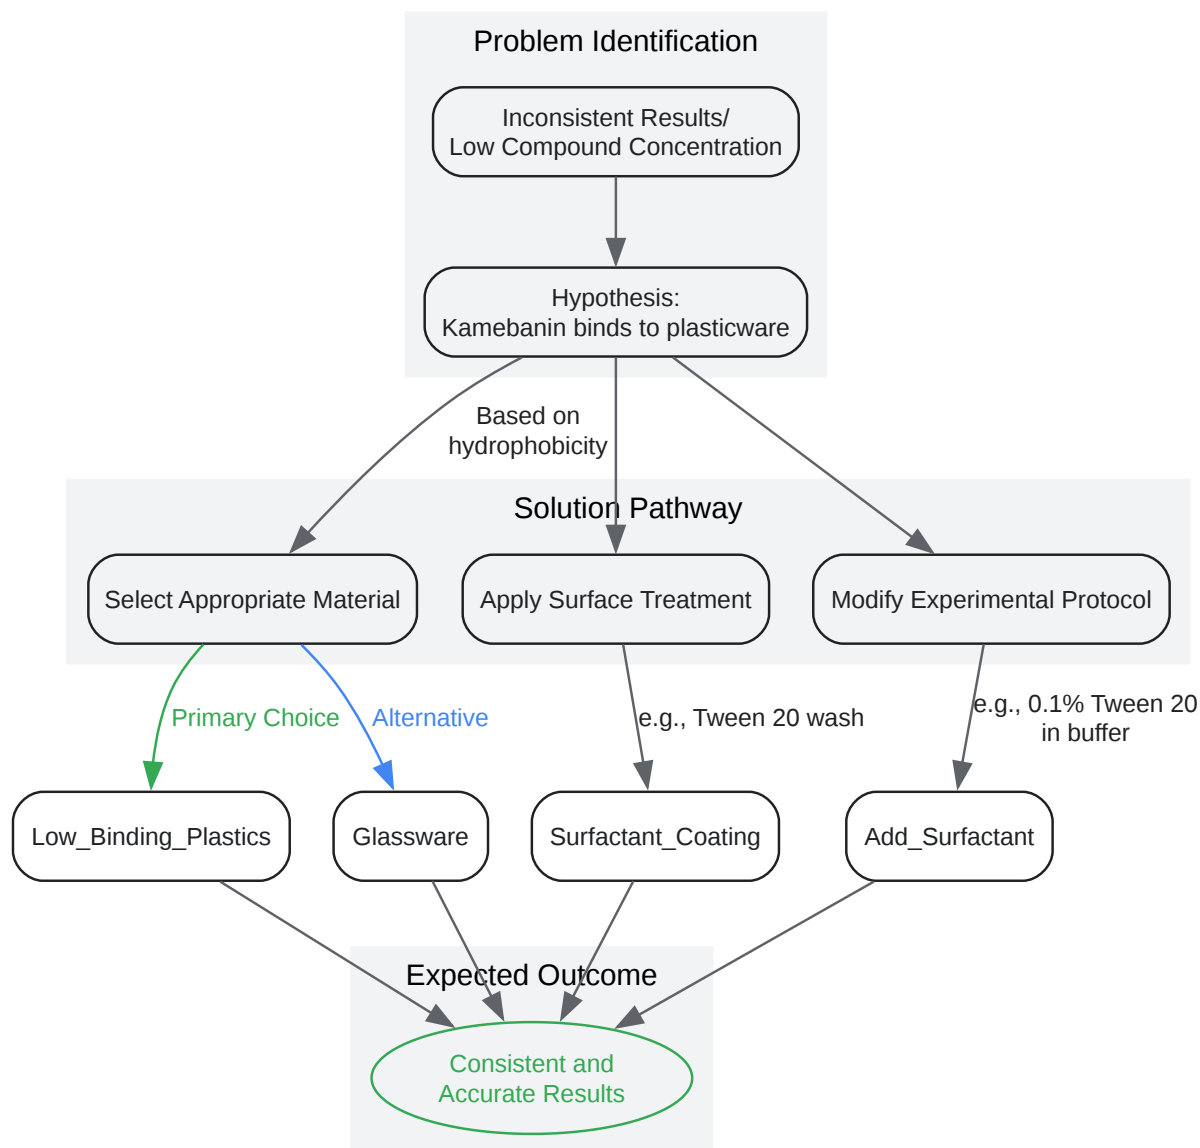 Problem Identification
Inconsistent Results/
Low Compound Concentration
Hypothesis:
Kamebanin binds to plasticware
Based on
hydrophobicity
Solution Pathway
Select Appropriate Material
Apply Surface Treatment
Modify Experimental Protocol
Primary Choice
Alternative
e.g., Tween 20 wash
e.g., 0.1% Tween 20
in buffer
Low_Binding_Plastics
Glassware
Surfactant_Coating
Add_Surfactant
Expected Outcome
Consistent and
Accurate Results